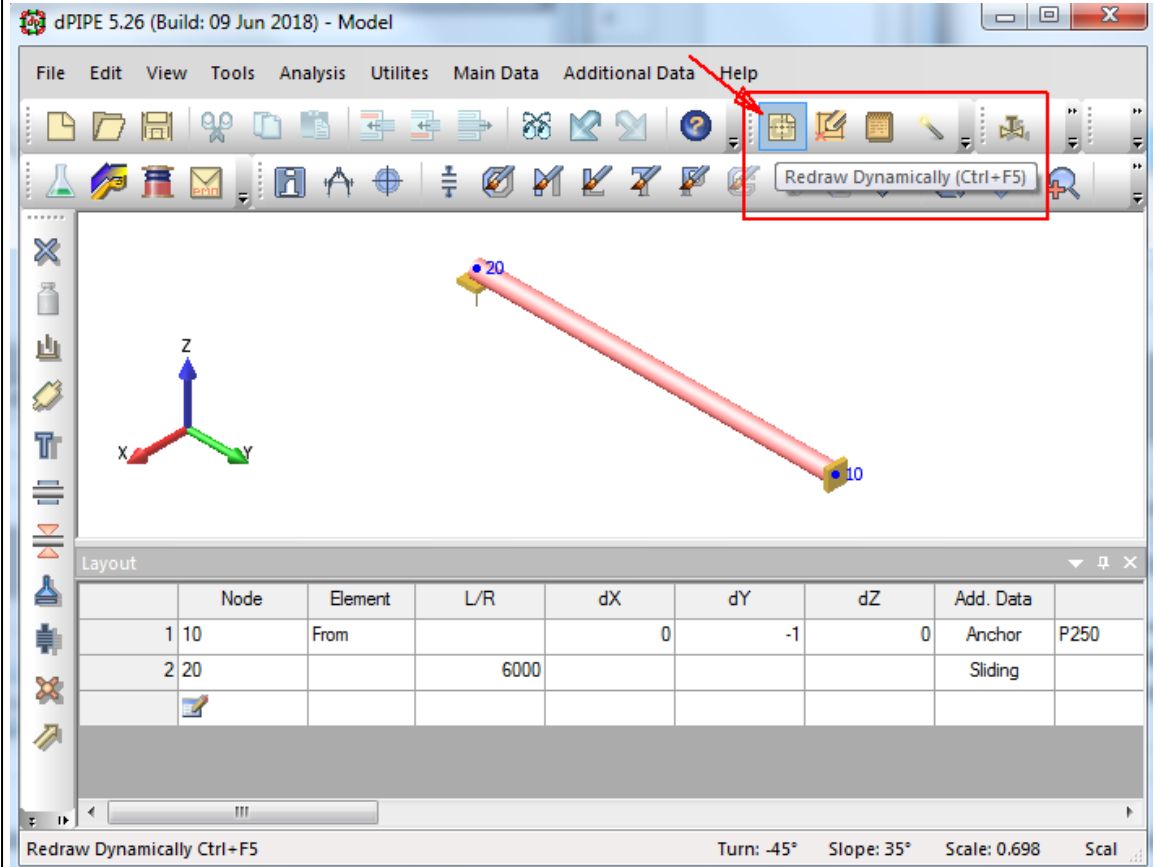 dPIPE 5.26 (Build: 09 Jun 2018) - Model
File Edit View Tools Analysis Utilites Main Data Additional Data Help
Redraw Dynamically (Ctrl+F5)
20
Z
X Y
10
Layout
Node Element L/R dX dY dZ Add. Data
1 10 From 0 -1 0 Anchor P250
2 20 6000 Sliding
Redraw Dynamically Ctrl+F5 Turn: -45° Slope: 35° Scale: 0.698 Scal